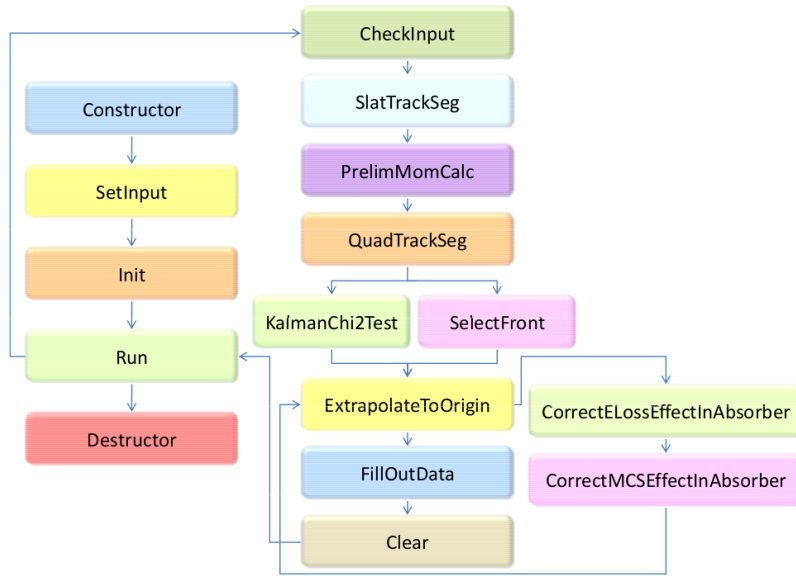 CheckInput
SlatTrackSeg
Constructor
PrelimMomCalc
SetInput
QuadTrackSeg
Init
KalmanChi2Test
SelectFront
Run
ExtrapolateToOrigin
CorrectELossEffectInAbsorber
Destructor
FillOutData
CorrectMCSEffectInAbsorber
Clear